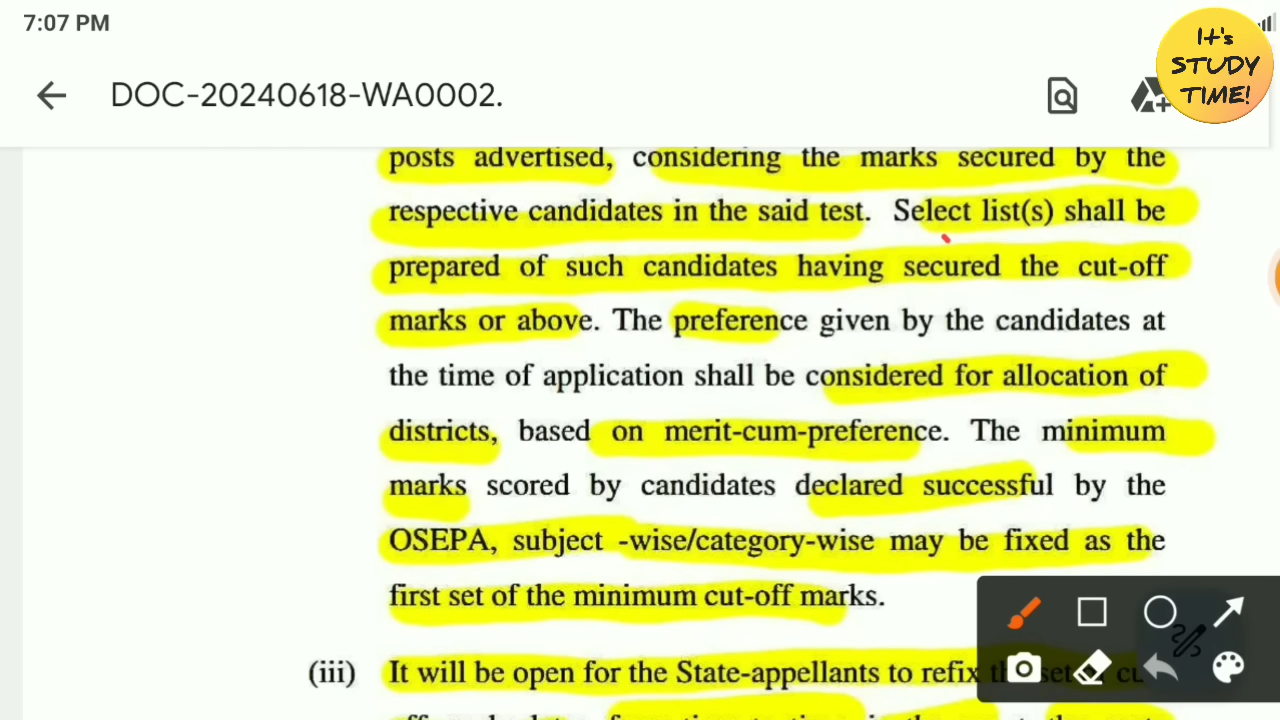 7:07 PM
It's
STUDY
TIME!
DOC-20240618-WA0002.
posts advertised, considering the marks secured by the
respective candidates in the said test. Select list(s) shall be
prepared of such candidates having secured the cut-off
marks or above. The preference given by the candidates at
the time of application shall be considered for allocation of
districts, based on merit-cum-preference. The minimum
marks scored by candidates declared successful by the
OSEPA, subject -wise/category-wise may be fixed as the
first set of the minimum cut-off marks.
(iii) It will be open for the State-appellants to refix